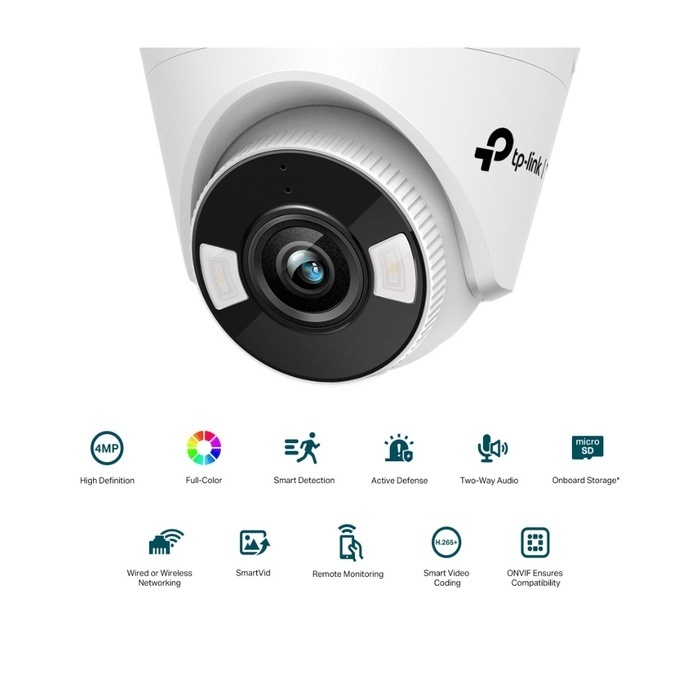 tp-link
4MP
micro
SD
High Definition
Full-Color
Smart Detection
Active Defense
Two-Way Audio
Onboard Storage*
H.265+
Wired or Wireless
Networking
SmartVid
Remote Monitoring
Smart Video
Coding
ONVIF Ensures
Compatibility